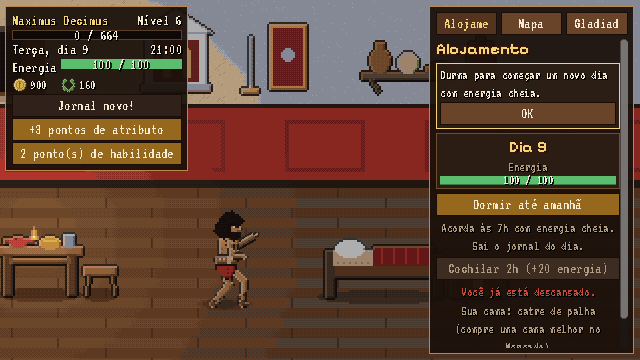 Maximus Decimus Nível 6
0 / 664
Terça, dia 9 21:00
Energia 100 / 100
900 160
Jornal novo!
+3 pontos de atributo
2 ponto(s) de habilidade
Alojame Mapa Gladiad
Alojamento
Durma para começar um novo dia
com energia cheia.
OK
Dia 9
Energia
100 / 100
Dormir até amanhã
Acorda às 7h com energia cheia.
Sai o jornal do dia.
Cochilar 2h (+20 energia)
Você já está descansado.
Sua cama: catre de palha
(compre uma cama melhor no
Mercado)